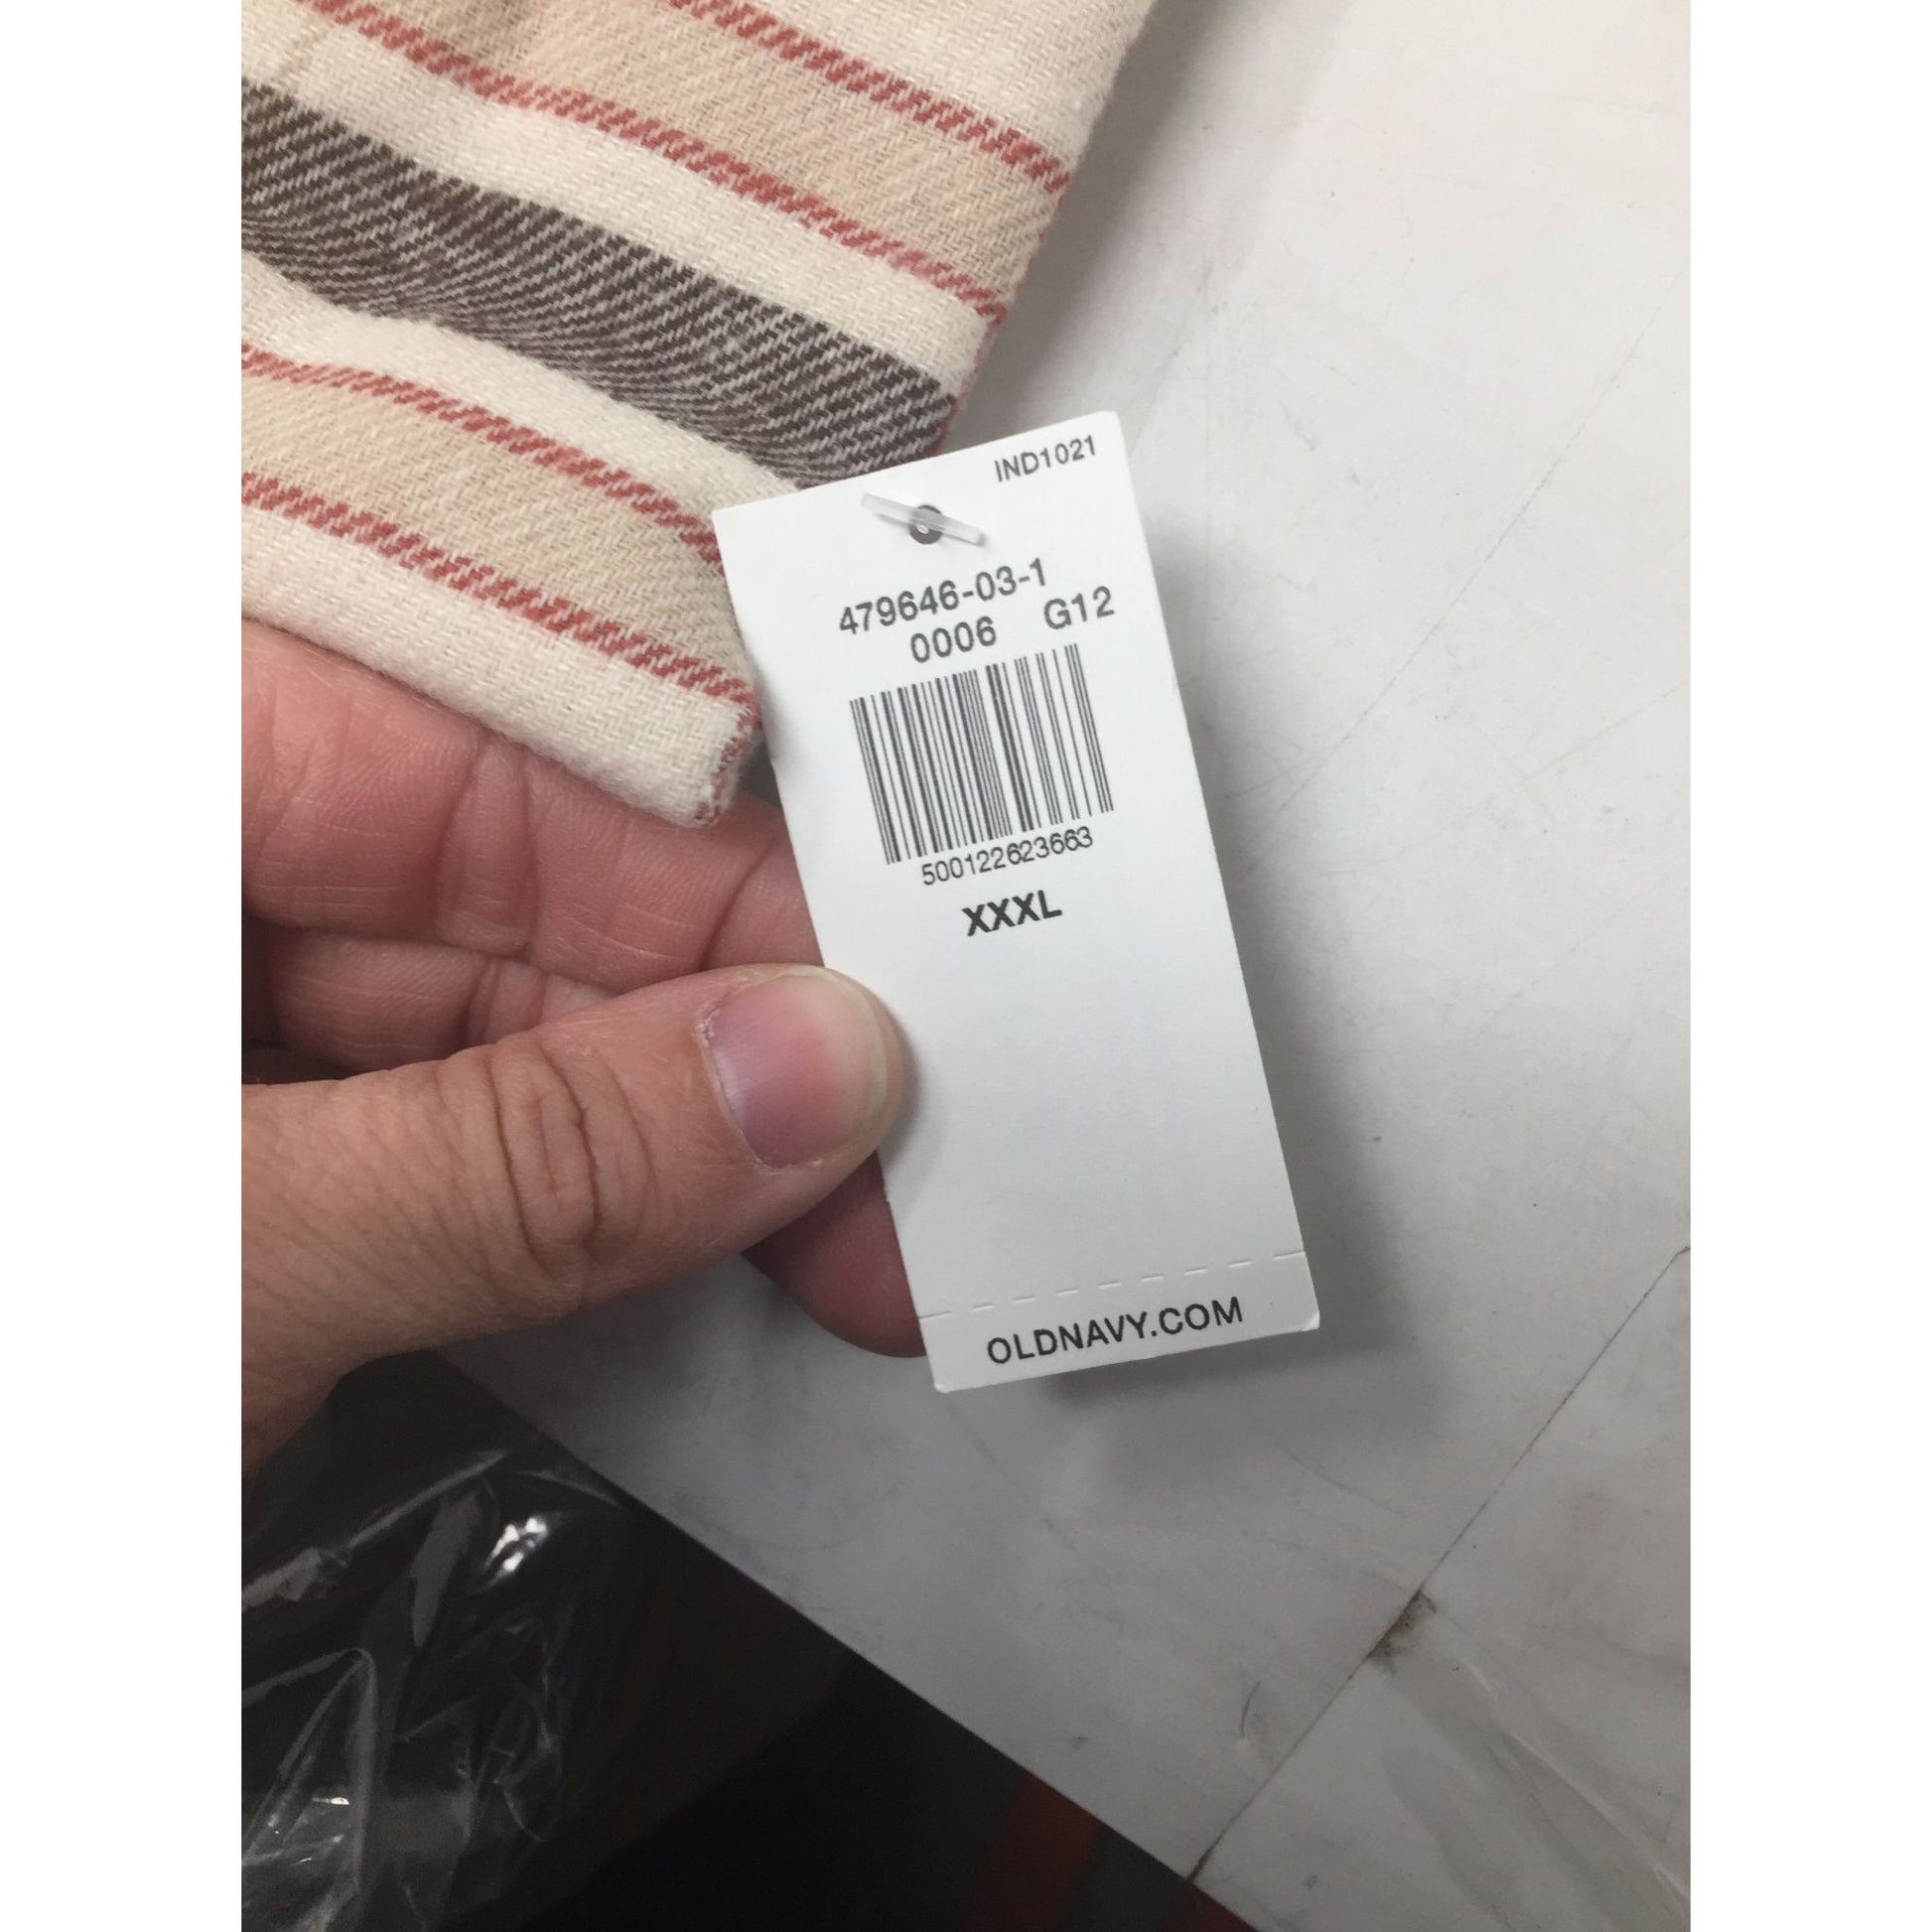 IND1021
479646-03-1
0006 G12
500122623663
XXXL
OLDNAVY.COM